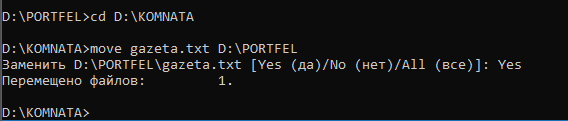 D:\PORTFEL>cd D:\KOMNATA
D:\KOMNATA>move gazeta.txt D:\PORTFEL
Заменить D:\PORTFEL\gazeta.txt [Yes (да)/No (нет)/All (все)]: Yes
Перемещено файлов:         1.
D:\KOMNATA>